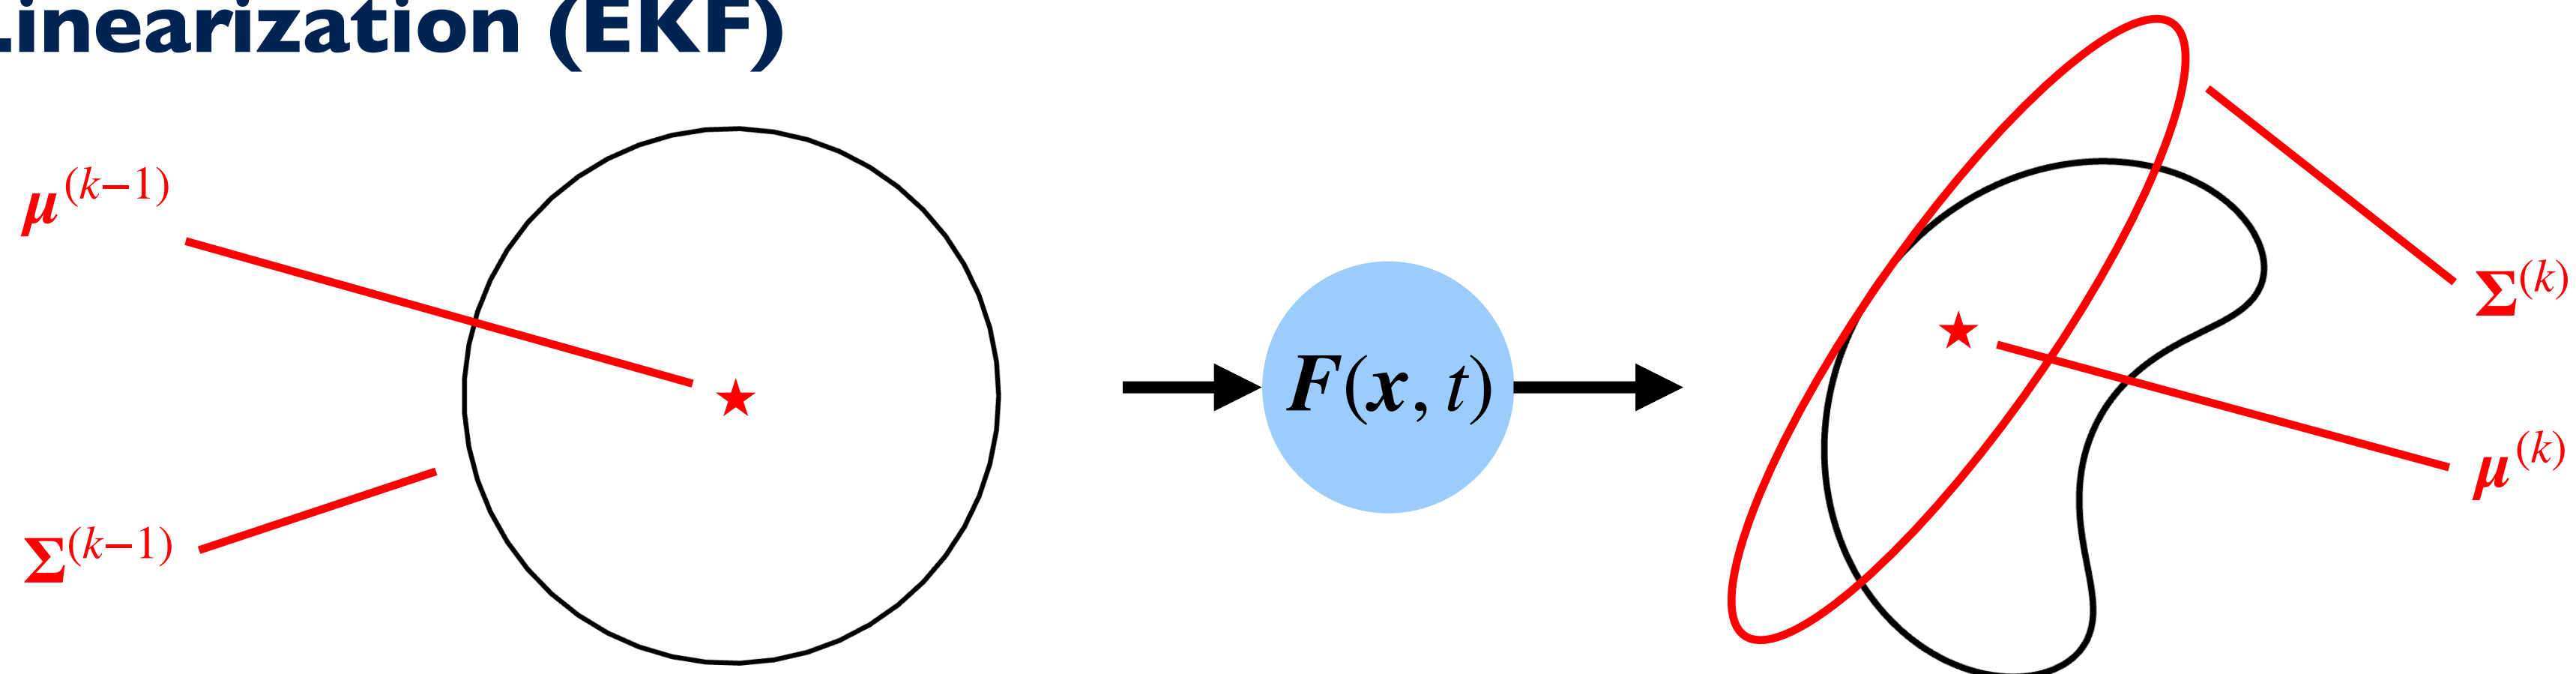 Linearization (EKF)
μ(k−1)
Σ(k−1)
F(x, t)
Σ(k)
μ(k)